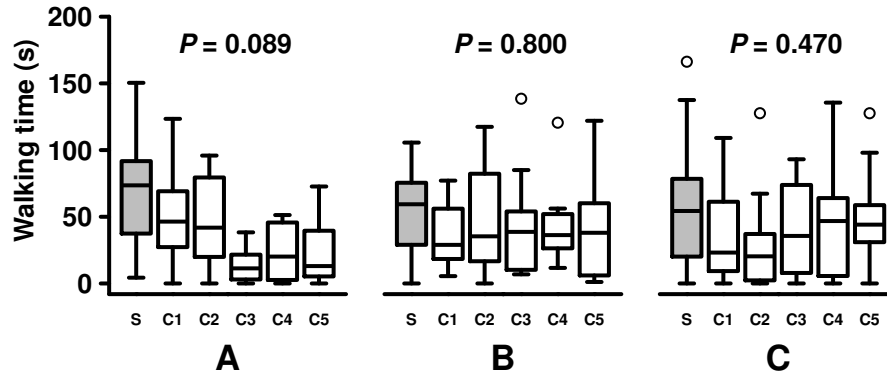 Walking time (s)
200
150
100
50
0
P = 0.089
P = 0.800
P = 0.470
S C1 C2 C3 C4 C5
S C1 C2 C3 C4 C5
S C1 C2 C3 C4 C5
A
B
C